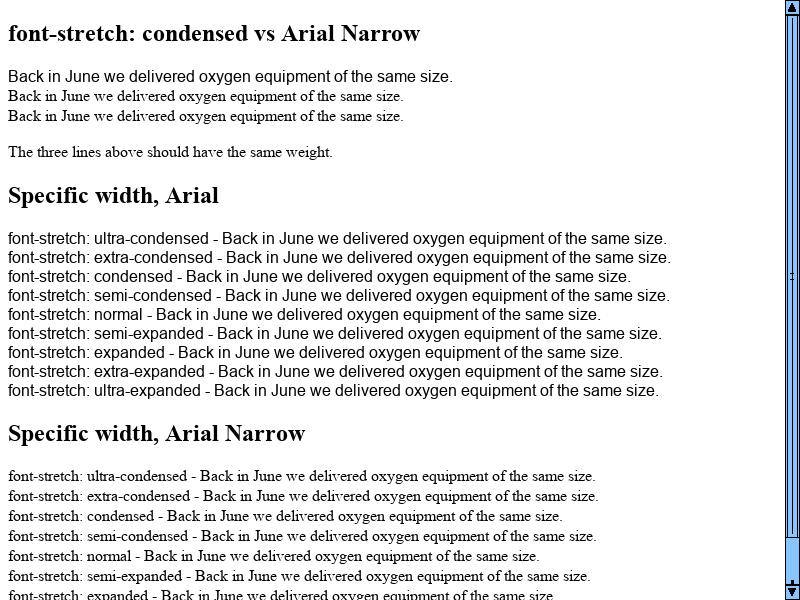 font-stretch: condensed vs Arial Narrow
Back in June we delivered oxygen equipment of the same size.
Back in June we delivered oxygen equipment of the same size.
Back in June we delivered oxygen equipment of the same size.
The three lines above should have the same weight.
Specific width, Arial
font-stretch: ultra-condensed - Back in June we delivered oxygen equipment of the same size.
font-stretch: extra-condensed - Back in June we delivered oxygen equipment of the same size.
font-stretch: condensed - Back in June we delivered oxygen equipment of the same size.
font-stretch: semi-condensed - Back in June we delivered oxygen equipment of the same size.
font-stretch: normal - Back in June we delivered oxygen equipment of the same size.
font-stretch: semi-expanded - Back in June we delivered oxygen equipment of the same size.
font-stretch: expanded - Back in June we delivered oxygen equipment of the same size.
font-stretch: extra-expanded - Back in June we delivered oxygen equipment of the same size.
font-stretch: ultra-expanded - Back in June we delivered oxygen equipment of the same size.
Specific width, Arial Narrow
font-stretch: ultra-condensed - Back in June we delivered oxygen equipment of the same size.
font-stretch: extra-condensed - Back in June we delivered oxygen equipment of the same size.
font-stretch: condensed - Back in June we delivered oxygen equipment of the same size.
font-stretch: semi-condensed - Back in June we delivered oxygen equipment of the same size.
font-stretch: normal - Back in June we delivered oxygen equipment of the same size.
font-stretch: semi-expanded - Back in June we delivered oxygen equipment of the same size.
font-stretch: expanded - Back in June we delivered oxygen equipment of the same size.